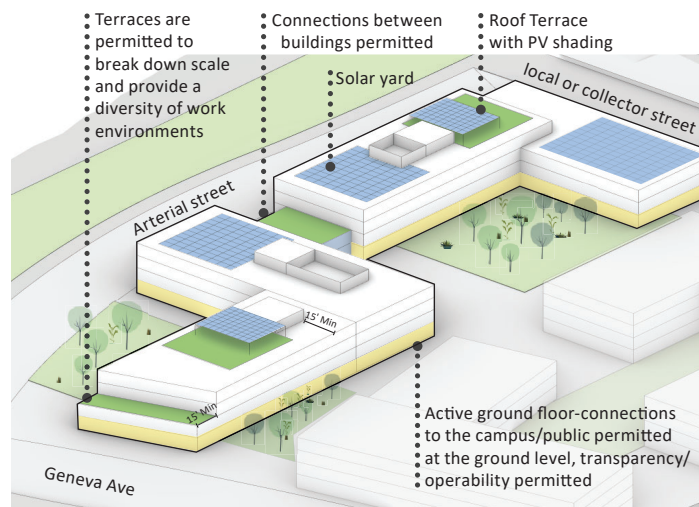 Terraces are
permitted to
break down scale
and provide a
diversity of work
environments
Connections between
buildings permitted
Solar yard
Roof Terrace
with PV shading
local or collector street
Arterial street
15' Min
15' Min
Active ground floor-connections
to the campus/public permitted
at the ground level, transparency/
operability permitted
Geneva Ave